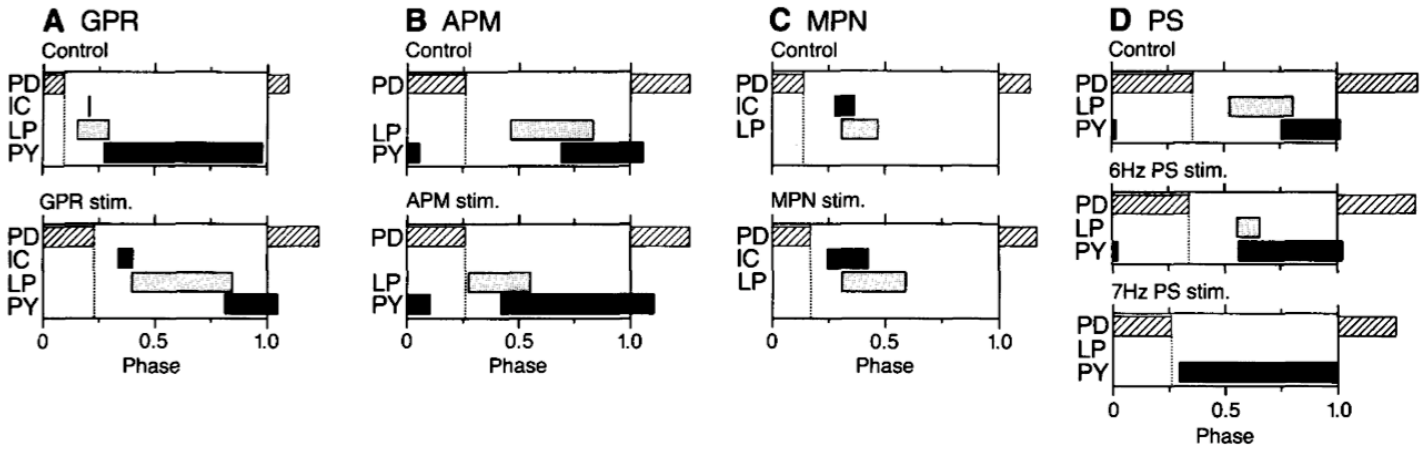 A GPR
Control
PD
IC
LP
PY
GPR stim.
PD
IC
LP
PY
0 0.5 1.0
Phase
B APM
Control
PD
LP
PY
APM stim.
PD
LP
PY
0 0.5 1.0
Phase
C MPN
Control
PD
IC
LP
MPN stim.
PD
IC
LP
0 0.5 1.0
Phase
D PS
Control
PD
LP
PY
6Hz PS stim.
PD
LP
PY
7Hz PS stim.
PD
LP
PY
0 0.5 1.0
Phase